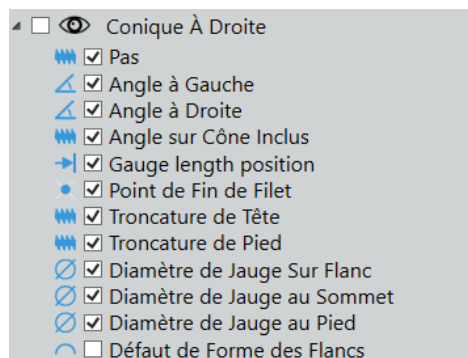 Conique À Droite
Pas
Angle à Gauche
Angle à Droite
Angle sur Cône Inclus
Gauge length position
Point de Fin de Filet
Troncature de Tête
Troncature de Pied
Diamètre de Jauge Sur Flanc
Diamètre de Jauge au Sommet
Diamètre de Jauge au Pied
Défaut de Forme des Flancs